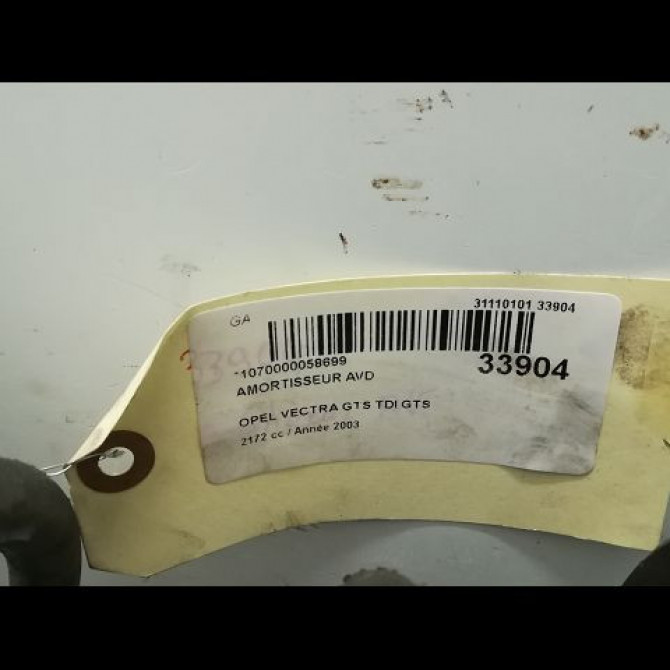 GA
31110101 33904
*1070000058699
33904
AMORTISSEUR AVD
OPEL VECTRA GTS TDI GTS
2172 cc / Année 2003